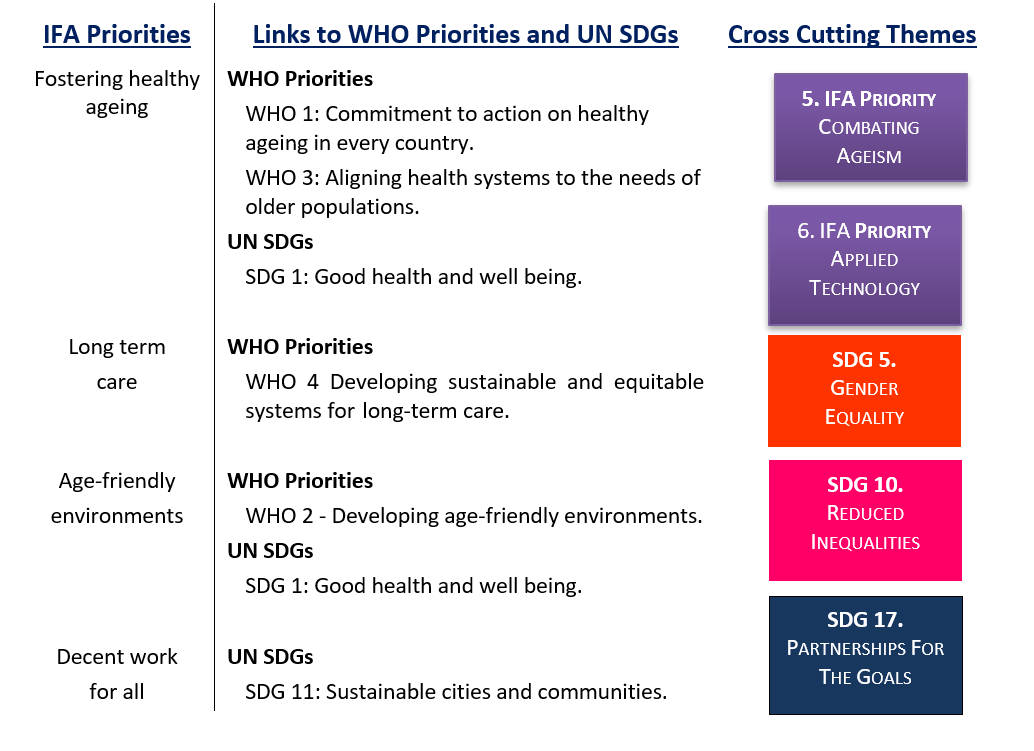 IFA Priorities
Links to WHO Priorities and UN SDGs
Cross Cutting Themes
Fostering healthy
ageing
WHO Priorities
WHO 1: Commitment to action on healthy
ageing in every country.
WHO 3: Aligning health systems to the needs of
older populations.
UN SDGs
SDG 1: Good health and well being.
Long term
care
WHO Priorities
WHO 4 Developing sustainable and equitable
systems for long-term care.
Age-friendly
environments
WHO Priorities
WHO 2 - Developing age-friendly environments.
UN SDGs
SDG 1: Good health and well being.
Decent work
for all
UN SDGs
SDG 11: Sustainable cities and communities.
5. IFA PRIORITY
COMBATING
AGEISM
6. IFA PRIORITY
APPLIED
TECHNOLOGY
SDG 5.
GENDER
EQUALITY
SDG 10.
REDUCED
INEQUALITIES
SDG 17.
PARTNERSHIPS FOR
THE GOALS